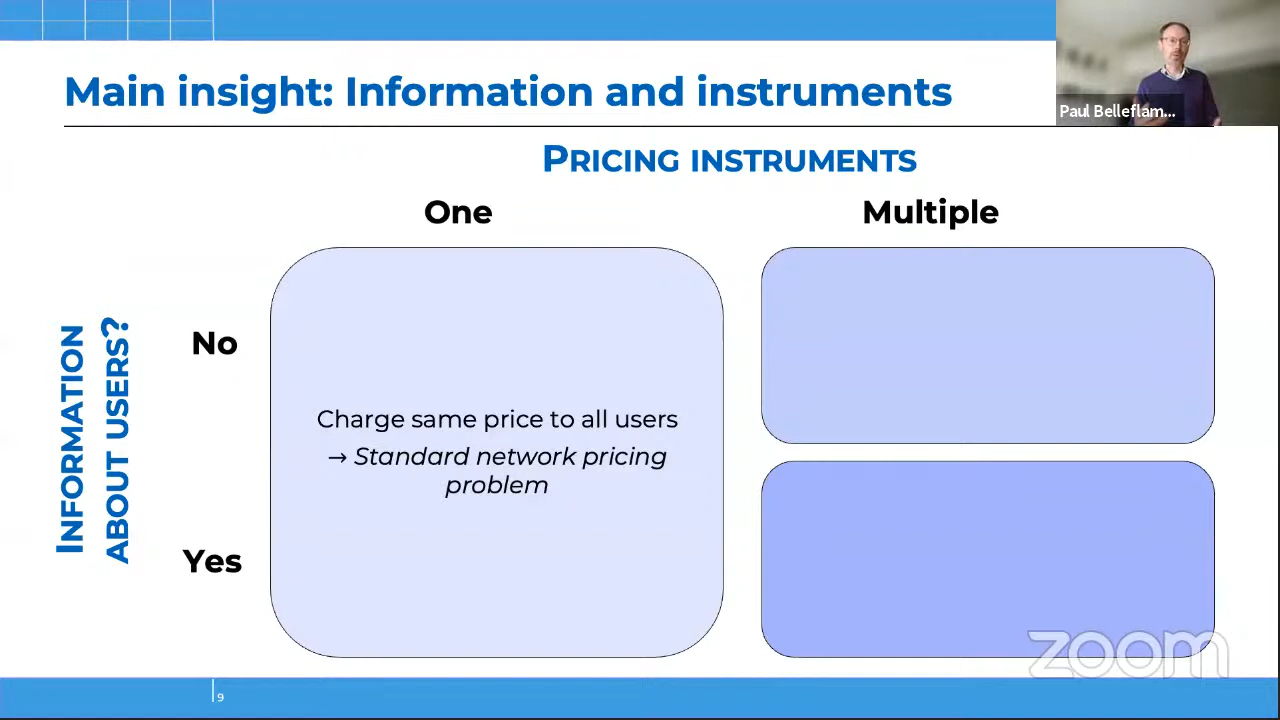 Main insight: Information and instruments
Paul Belleflam...
PRICING INSTRUMENTS
One
Multiple
INFORMATION
ABOUT USERS?
No
Charge same price to all users
→ Standard network pricing
problem
Yes
zoom
9